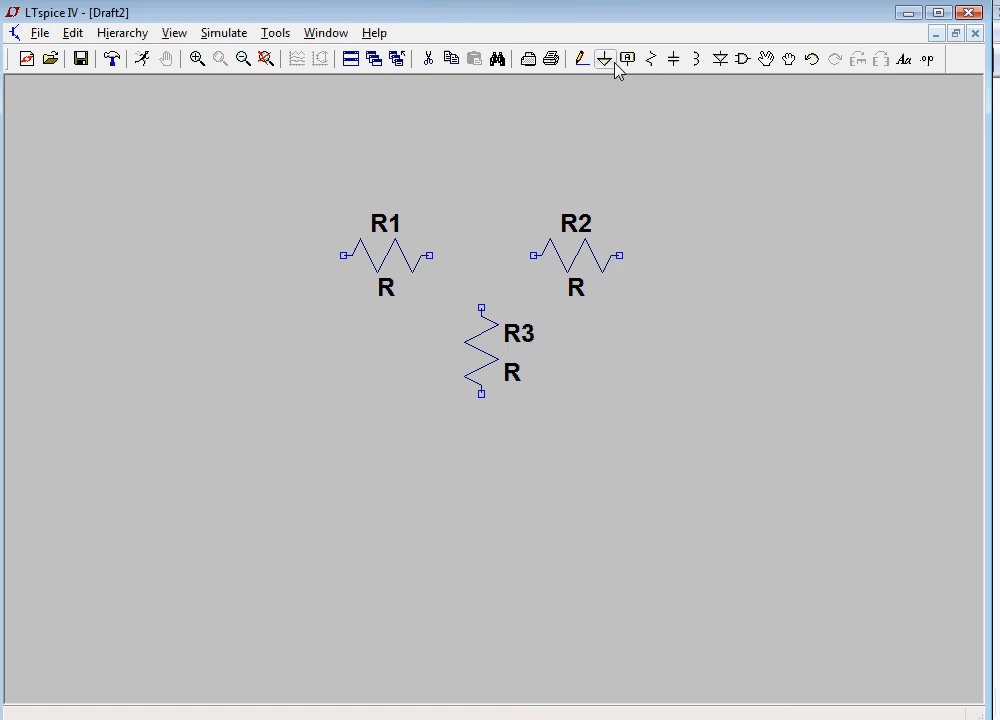 LTspice IV - [Draft2]
File Edit Hierarchy View Simulate Tools Window Help
A Aa .op
R1 R2
R R
R3
R